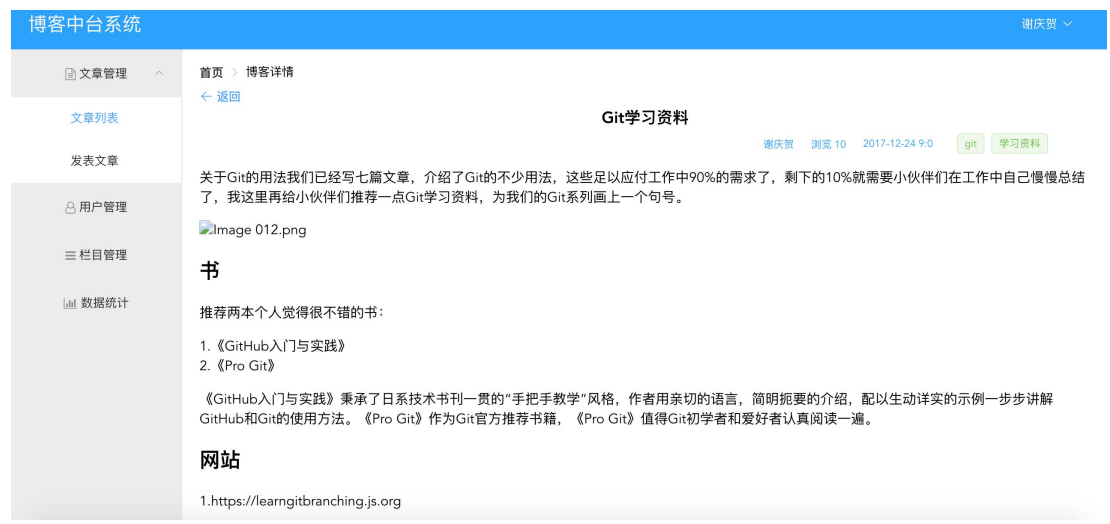 博客中台系统
谢庆贺
文章管理
文章列表
发表文章
用户管理
栏目管理
数据统计
首页 > 博客详情
← 返回
Git学习资料
谢庆贺 浏览 10 2017-12-24 9:0 git 学习资料
关于Git的用法我们已经写七篇文章，介绍了Git的不少用法，这些足以应付工作中90%的需求了，剩下的10%就需要小伙伴们在工作中自己慢慢总结
了，我这里再给小伙伴们推荐一点Git学习资料，为我们的Git系列画上一个句号。
Image 012.png
书
推荐两本个人觉得很不错的书：
1.《GitHub入门与实践》
2.《Pro Git》
《GitHub入门与实践》秉承了日系技术书刊一贯的“手把手教学”风格，作者用亲切的语言，简明扼要的介绍，配以生动详实的示例一步步讲解
GitHub和Git的使用方法。《Pro Git》作为Git官方推荐书籍，《Pro Git》值得Git初学者和爱好者认真阅读一遍。
网站
1.https://learngitbranching.js.org